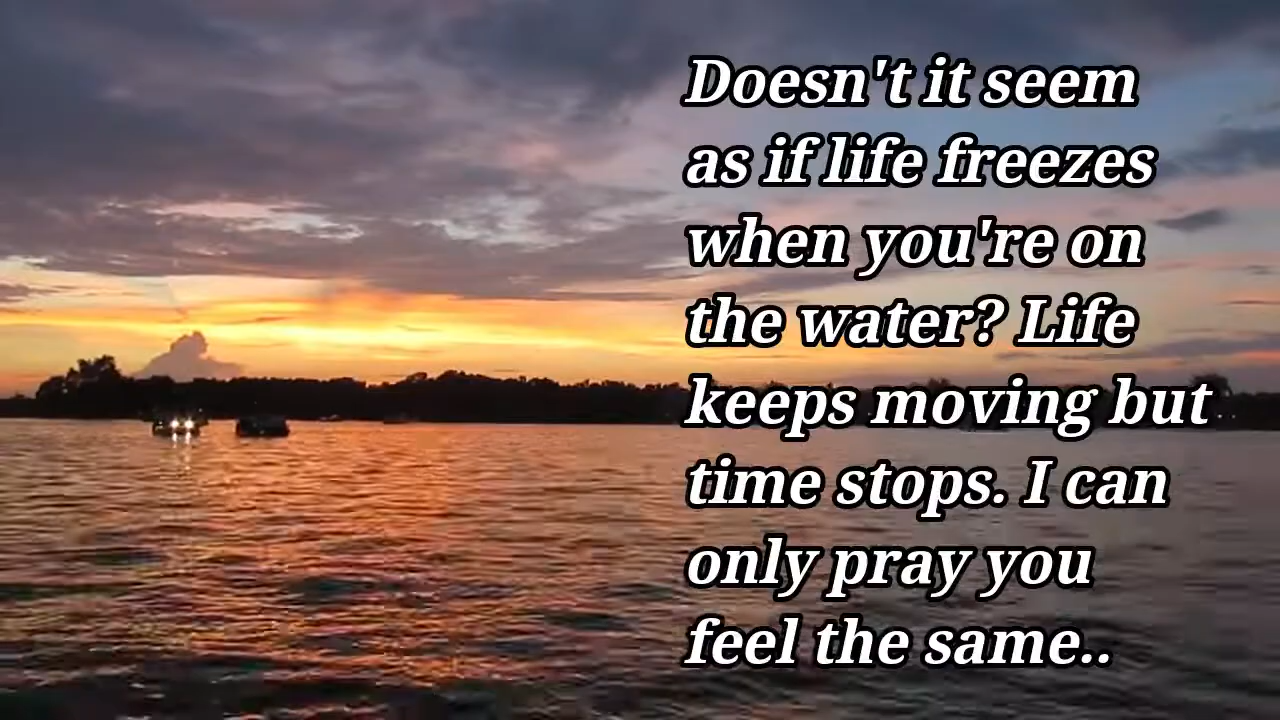 Doesn't it seem
as if life freezes
when you're on
the water? Life
keeps moving but
time stops. I can
only pray you
feel the same..